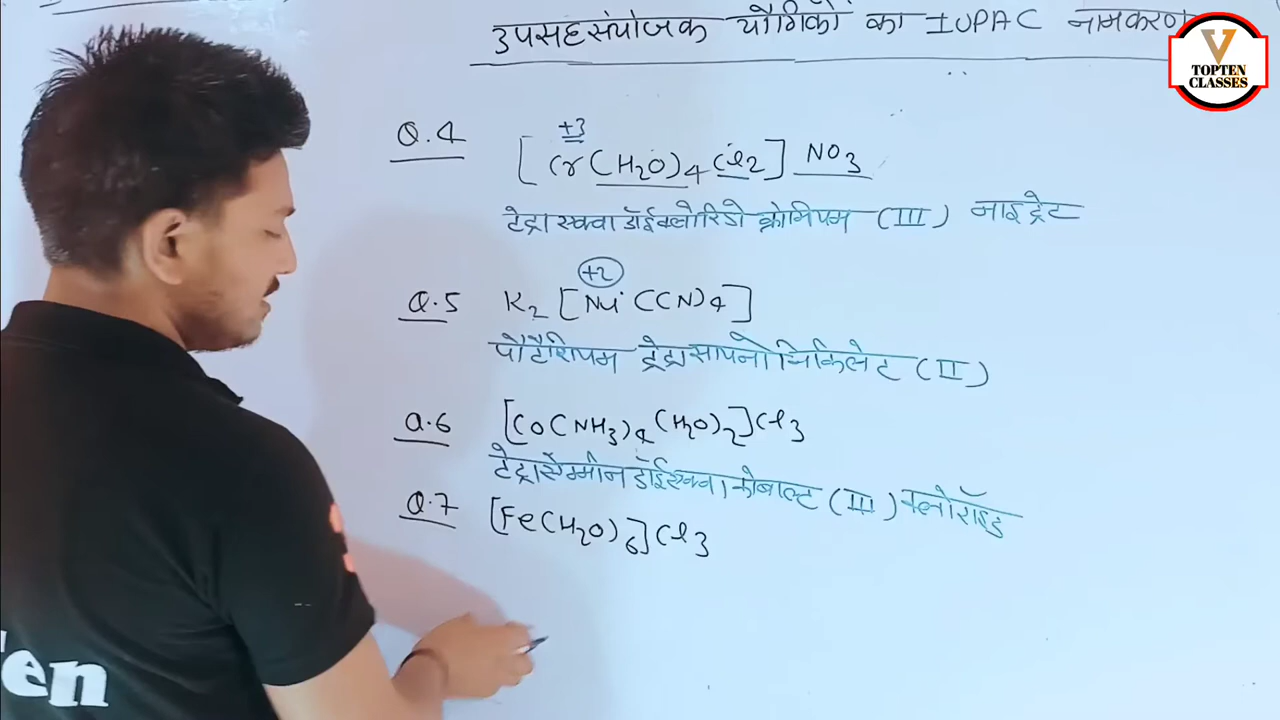 उपसहसंयोजक यौगिकों का IUPAC नामकरण
V
TOPTEN
CLASSES
+3
Q.4 [Cr(H2O)4Cl2] NO3
टेट्राएक्वाडॉईक्लोरिडो क्रोमियम (III) नाइट्रेट
+2
Q.5 K2 [Ni(CN)4]
पोटैशियम टेट्रासायनोनिकिलेट (II)
Q.6 [Co(NH3)4(H2O)2]Cl3
टेट्राऐम्मीनडॉईएक्वा कोबाल्ट (III) क्लोराइड
Q.7 [Fe(H2O)6]Cl3
en